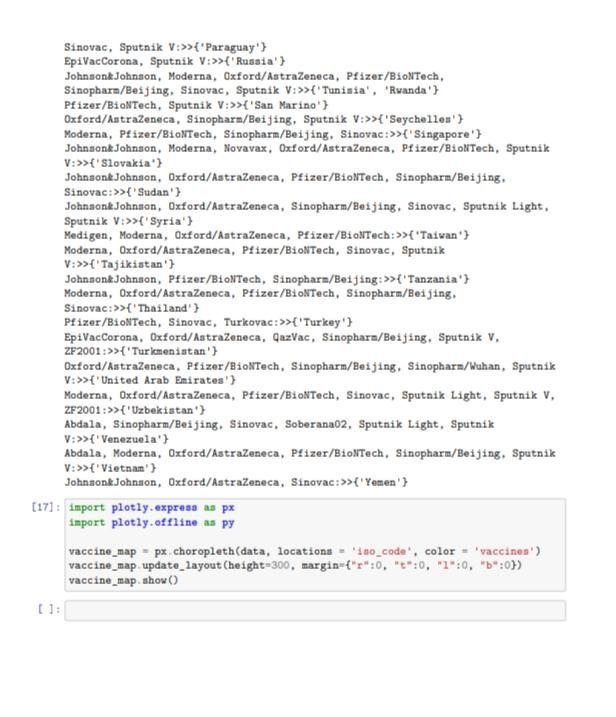 Sinovac, Sputnik V:>>{'Paraguay'}
EpiVacCorona, Sputnik V:>>{'Russia'}
Johnson&Johnson, Moderna, Oxford/AstraZeneca, Pfizer/BioNTech,
Sinopharm/Beijing, Sinovac, Sputnik V:>>{'Tunisia', 'Rwanda'}
Pfizer/BioNTech, Sputnik V:>>{'San Marino'}
Oxford/AstraZeneca, Sinopharm/Beijing, Sputnik V:>>{'Seychelles'}
Moderna, Pfizer/BioNTech, Sinopharm/Beijing, Sinovac:>>{'Singapore'}
Johnson&Johnson, Moderna, Novavax, Oxford/AstraZeneca, Pfizer/BioNTech, Sputnik
V:>>{'Slovakia'}
Johnson&Johnson, Oxford/AstraZeneca, Pfizer/BioNTech, Sinopharm/Beijing,
Sinovac:>>{'Sudan'}
Johnson&Johnson, Oxford/AstraZeneca, Sinopharm/Beijing, Sinovac, Sputnik Light,
Sputnik V:>>{'Syria'}
Medigen, Moderna, Oxford/AstraZeneca, Pfizer/BioNTech:>>{'Taiwan'}
Moderna, Oxford/AstraZeneca, Pfizer/BioNTech, Sinovac, Sputnik
V:>>{'Tajikistan'}
Johnson&Johnson, Pfizer/BioNTech, Sinopharm/Beijing:>>{'Tanzania'}
Moderna, Oxford/AstraZeneca, Pfizer/BioNTech, Sinopharm/Beijing,
Sinovac:>>{'Thailand'}
Pfizer/BioNTech, Sinovac, Turkovac:>>{'Turkey'}
EpiVacCorona, Oxford/AstraZeneca, QazVac, Sinopharm/Beijing, Sputnik V,
ZF2001:>>{'Turkmenistan'}
Oxford/AstraZeneca, Pfizer/BioNTech, Sinopharm/Beijing, Sinopharm/Wuhan, Sputnik
V:>>{'United Arab Emirates'}
Moderna, Oxford/AstraZeneca, Pfizer/BioNTech, Sinovac, Sputnik Light, Sputnik V,
ZF2001:>>{'Uzbekistan'}
Abdala, Sinopharm/Beijing, Sinovac, Soberana02, Sputnik Light, Sputnik
V:>>{'Venezuela'}
Abdala, Moderna, Oxford/AstraZeneca, Pfizer/BioNTech, Sinopharm/Beijing, Sputnik
V:>>{'Vietnam'}
Johnson&Johnson, Oxford/AstraZeneca, Sinovac:>>{'Yemen'}
[17]: import plotly.express as px
import plotly.offline as py
vaccine_map = px.choropleth(data, locations = 'iso_code', color = 'vaccines')
vaccine_map.update_layout(height=300, margin={"r":0, "t":0, "l":0, "b":0})
vaccine_map.show()
[ ]: